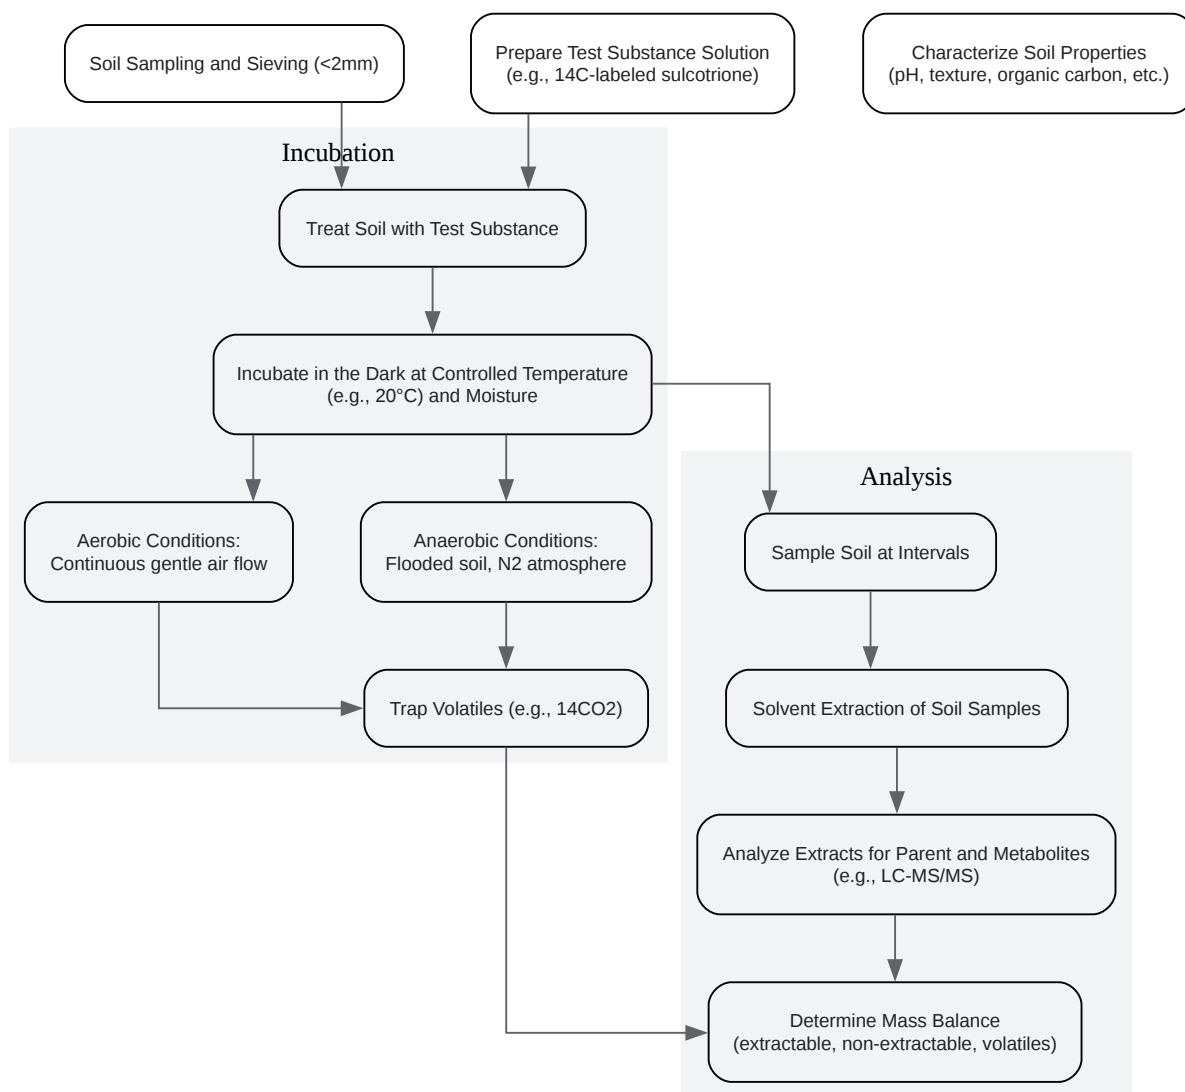 Soil Sampling and Sieving (<2mm)
Prepare Test Substance Solution
(e.g., 14C-labeled sulcotrione)
Characterize Soil Properties
(pH, texture, organic carbon, etc.)
Incubation
Treat Soil with Test Substance
Incubate in the Dark at Controlled Temperature
(e.g., 20°C) and Moisture
Aerobic Conditions:
Continuous gentle air flow
Anaerobic Conditions:
Flooded soil, N2 atmosphere
Trap Volatiles (e.g., 14CO2)
Analysis
Sample Soil at Intervals
Solvent Extraction of Soil Samples
Analyze Extracts for Parent and Metabolites
(e.g., LC-MS/MS)
Determine Mass Balance
(extractable, non-extractable, volatiles)